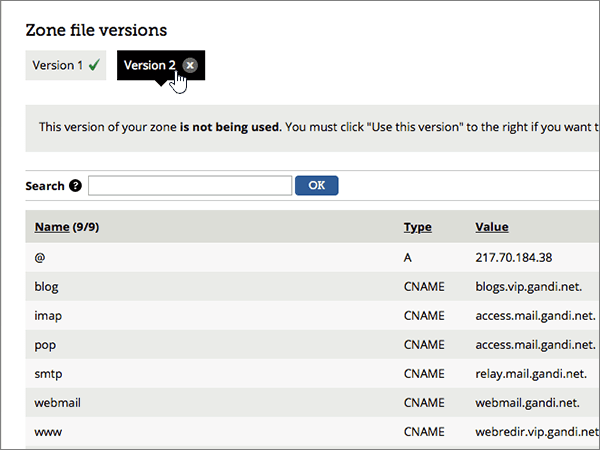 Zone file versions
Version 1 Version 2
This version of your zone is not being used. You must click "Use this version" to the right if you want t
Search OK
Name (9/9) Type Value
@ A 217.70.184.38
blog CNAME blogs.vip.gandi.net.
imap CNAME access.mail.gandi.net.
pop CNAME access.mail.gandi.net.
smtp CNAME relay.mail.gandi.net.
webmail CNAME webmail.gandi.net.
www CNAME webredir.vip.gandi.net.